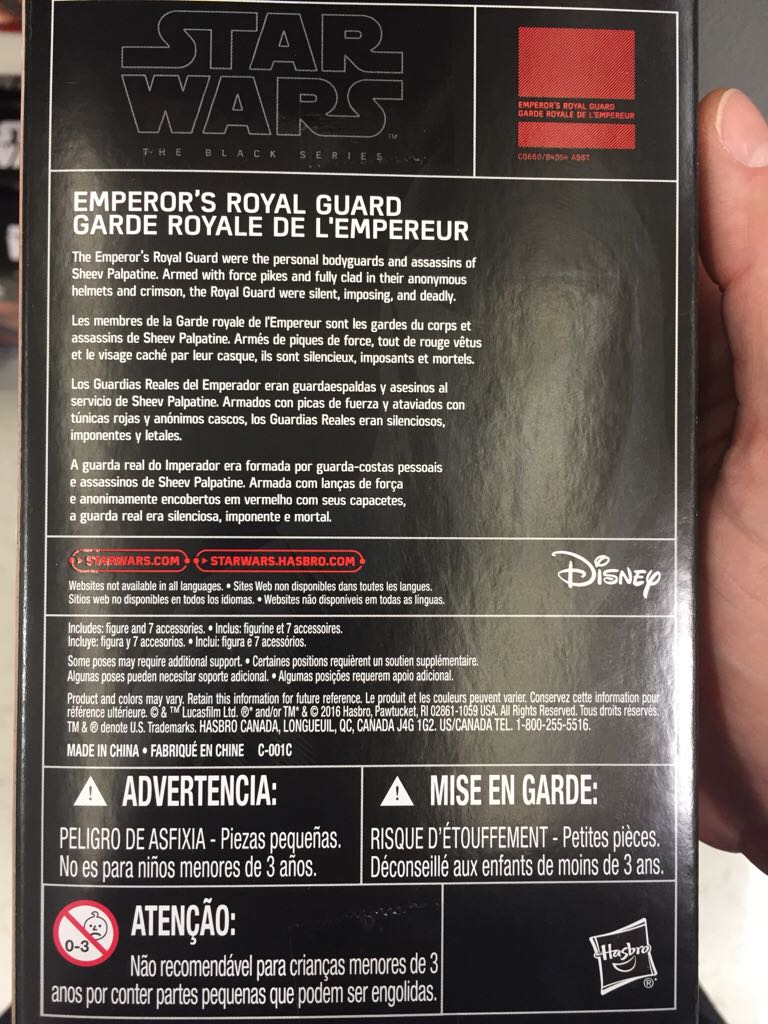 STAR
WARS
TM
THE BLACK SERIES
EMPEROR'S ROYAL GUARD
GARDE ROYALE DE L'EMPEREUR
C0660/B4054 ASST.
EMPEROR'S ROYAL GUARD
GARDE ROYALE DE L'EMPEREUR
The Emperor's Royal Guard were the personal bodyguards and assassins of
Sheev Palpatine. Armed with force pikes and fully clad in their anonymous
helmets and crimson, the Royal Guard were silent, imposing, and deadly.
Les membres de la Garde royale de l'Empereur sont les gardes du corps et
assassins de Sheev Palpatine. Armés de piques de force, tout de rouge vêtus
et le visage caché par leur casque, ils sont silencieux, imposants et mortels.
Los Guardias Reales del Emperador eran guardaespaldas y asesinos al
servicio de Sheev Palpatine. Armados con picas de fuerza y ataviados con
túnicas rojas y anónimos cascos, los Guardias Reales eran silenciosos,
imponentes y letales.
A guarda real do Imperador era formada por guarda-costas pessoais
e assassinos de Sheev Palpatine. Armada com lanças de força
e anonimamente encobertos em vermelho com seus capacetes,
a guarda real era silenciosa, imponente e mortal.
STARWARS.COM STARWARS.HASBRO.COM
Disney
Websites not available in all languages. • Sites Web non disponibles dans toutes les langues.
Sitios web no disponibles en todos los idiomas. • Websites não disponíveis em todas as línguas.
Includes: figure and 7 accessories. • Inclus: figurine et 7 accessoires.
Incluye: figura y 7 accesorios. • Inclui: figura e 7 acessórios.
Some poses may require additional support. • Certaines positions requièrent un soutien supplémentaire.
Algunas poses pueden necesitar soporte adicional. • Algumas posições requerem apoio adicional.
Product and colors may vary. Retain this information for future reference. Le produit et les couleurs peuvent varier. Conservez cette information pour
référence ultérieure. © & ™ Lucasfilm Ltd. ®* and/or TM* & © 2016 Hasbro, Pawtucket, RI 02861-1059 USA. All Rights Reserved. Tous droits réservés.
TM & ® denote U.S. Trademarks. HASBRO CANADA, LONGUEUIL, QC, CANADA J4G 1G2. US/CANADA TEL. 1-800-255-5516.
MADE IN CHINA • FABRIQUÉ EN CHINE C-001C
ADVERTENCIA:
PELIGRO DE ASFIXIA - Piezas pequeñas.
No es para niños menores de 3 años.
MISE EN GARDE:
RISQUE D'ÉTOUFFEMENT - Petites pièces.
Déconseillé aux enfants de moins de 3 ans.
0-3
ATENÇÃO:
Não recomendável para crianças menores de 3
anos por conter partes pequenas que podem ser engolidas.
Hasbro
®